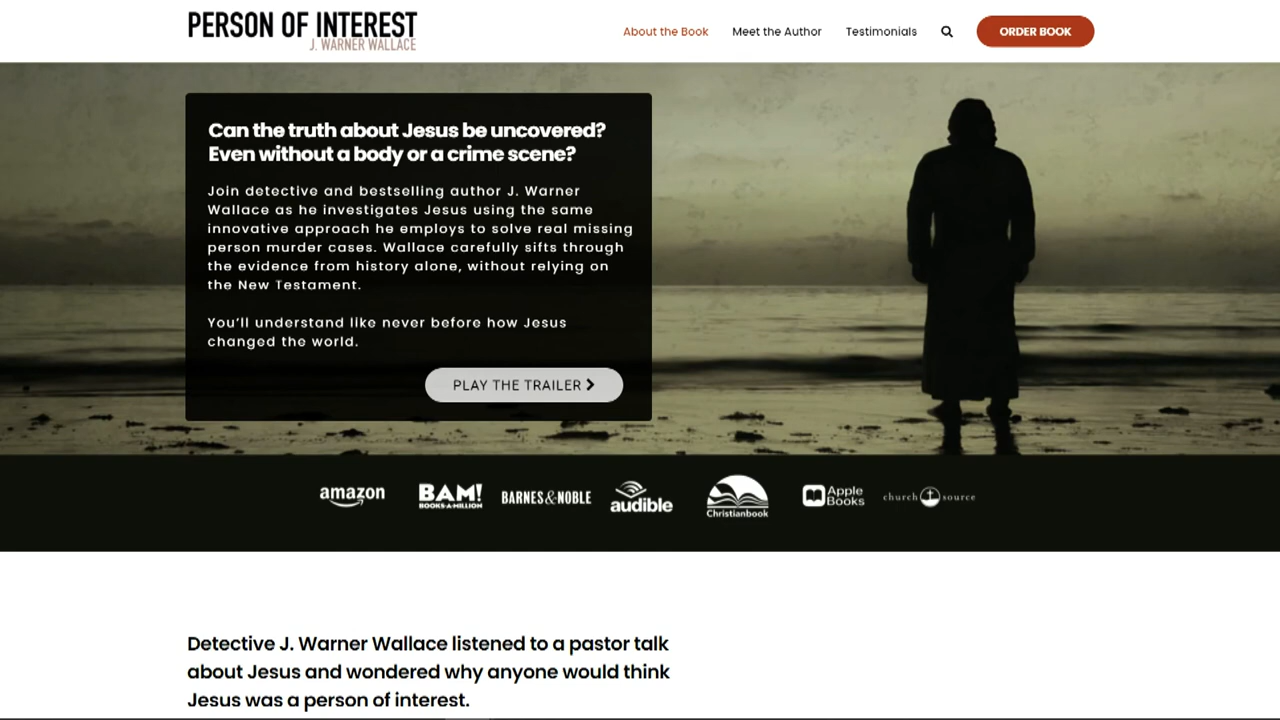 PERSON OF INTEREST
J. WARNER WALLACE
About the Book
Meet the Author
Testimonials
ORDER BOOK
Can the truth about Jesus be uncovered?
Even without a body or a crime scene?
Join detective and bestselling author J. Warner
Wallace as he investigates Jesus using the same
innovative approach he employs to solve real missing
person murder cases. Wallace carefully sifts through
the evidence from history alone, without relying on
the New Testament.
You'll understand like never before how Jesus
changed the world.
PLAY THE TRAILER
amazon
BAM!
BOOKS-A-MILLION
BARNES&NOBLE
audible
Christianbook
Apple
Books
church source
Detective J. Warner Wallace listened to a pastor talk
about Jesus and wondered why anyone would think
Jesus was a person of interest.